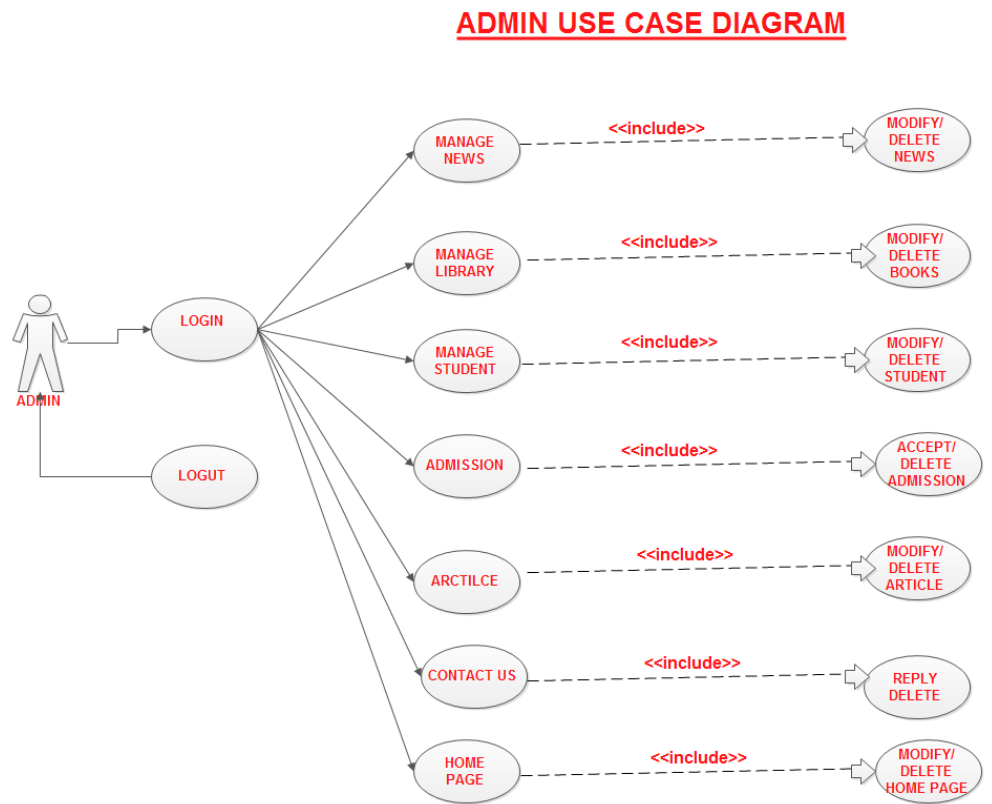 ADMIN USE CASE DIAGRAM
<<include>>
MANAGE
NEWS
MODIFY/
DELETE
NEWS
<<include>>
MANAGE
LIBRARY
MODIFY/
DELETE
BOOKS
LOGIN
<<include>>
MANAGE
STUDENT
MODIFY/
DELETE
STUDENT
ADMIN
<<include>>
ADMISSION
ACCEPT/
DELETE
ADMISSION
LOGUT
<<include>>
ARCTILCE
MODIFY/
DELETE
ARTICLE
<<include>>
CONTACT US
REPLY
DELETE
<<include>>
HOME
PAGE
MODIFY/
DELETE
HOME PAGE